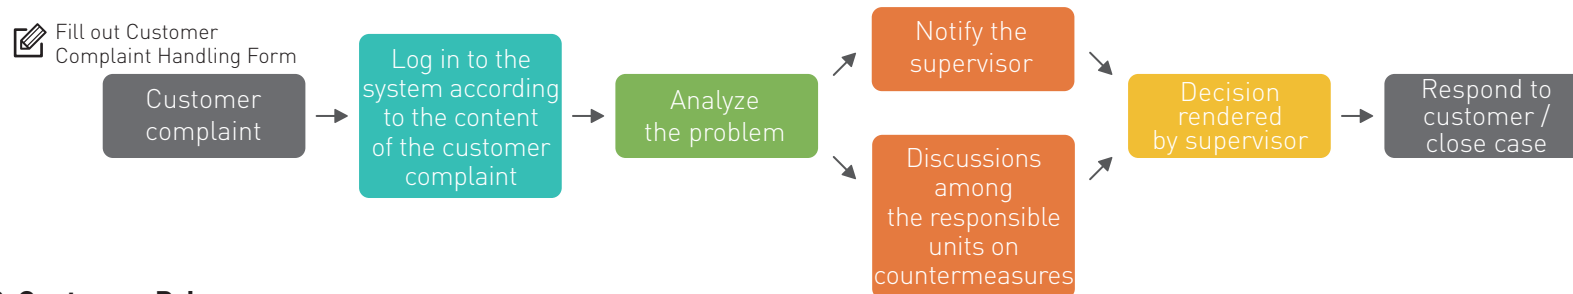 Fill out Customer
Complaint Handling Form
Customer
complaint
Log in to the
system according
to the content
of the customer
complaint
Analyze
the problem
Notify the
supervisor
Discussions
among
the responsible
units on
countermeasures
Decision
rendered
by supervisor
Respond to
customer /
close case